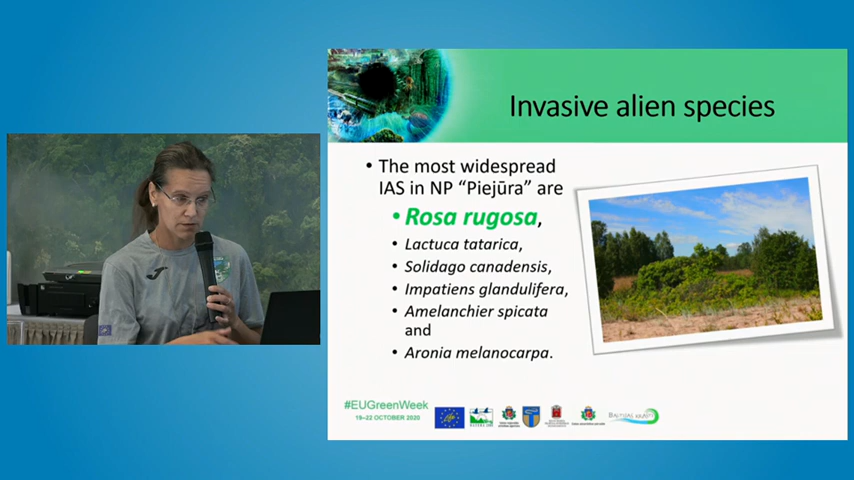 Invasive alien species
• The most widespread
IAS in NP “Piejūra” are
• Rosa rugosa,
• Lactuca tatarica,
• Solidago canadensis,
• Impatiens glandulifera,
• Amelanchier spicata
and
• Aronia melanocarpa.
#EUGreenWeek
19–22 OCTOBER 2020